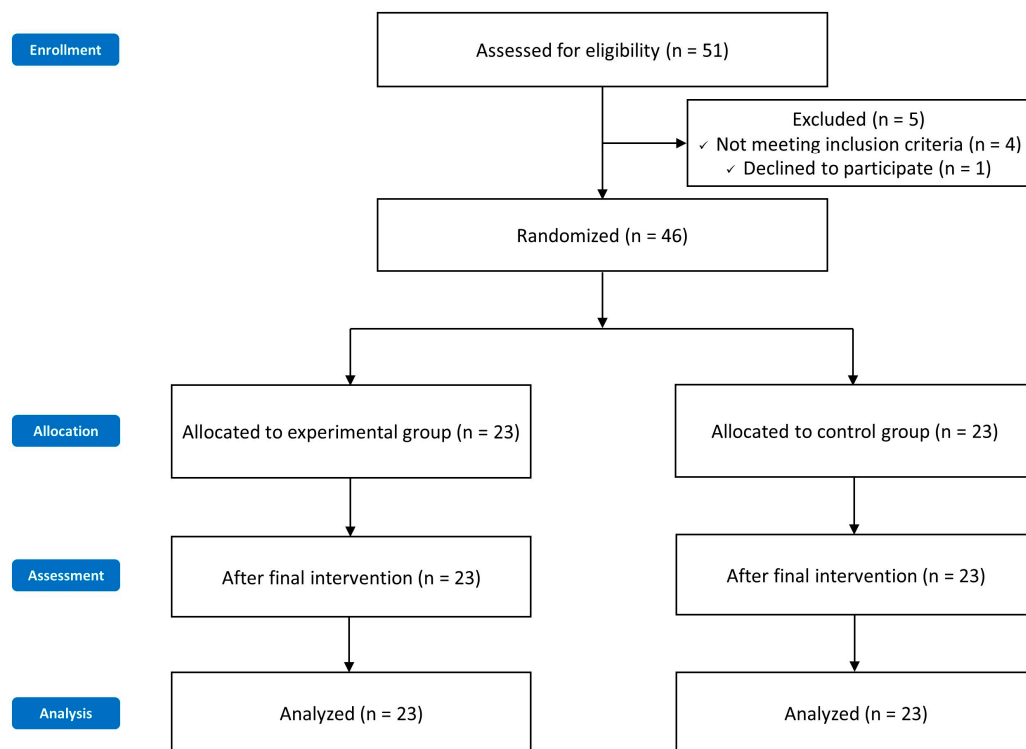 Enrollment
Assessed for eligibility (n = 51)
Excluded (n = 5)
✓ Not meeting inclusion criteria (n = 4)
✓ Declined to participate (n = 1)
Randomized (n = 46)
Allocation
Allocated to experimental group (n = 23)
Allocated to control group (n = 23)
Assessment
After final intervention (n = 23)
After final intervention (n = 23)
Analysis
Analyzed (n = 23)
Analyzed (n = 23)